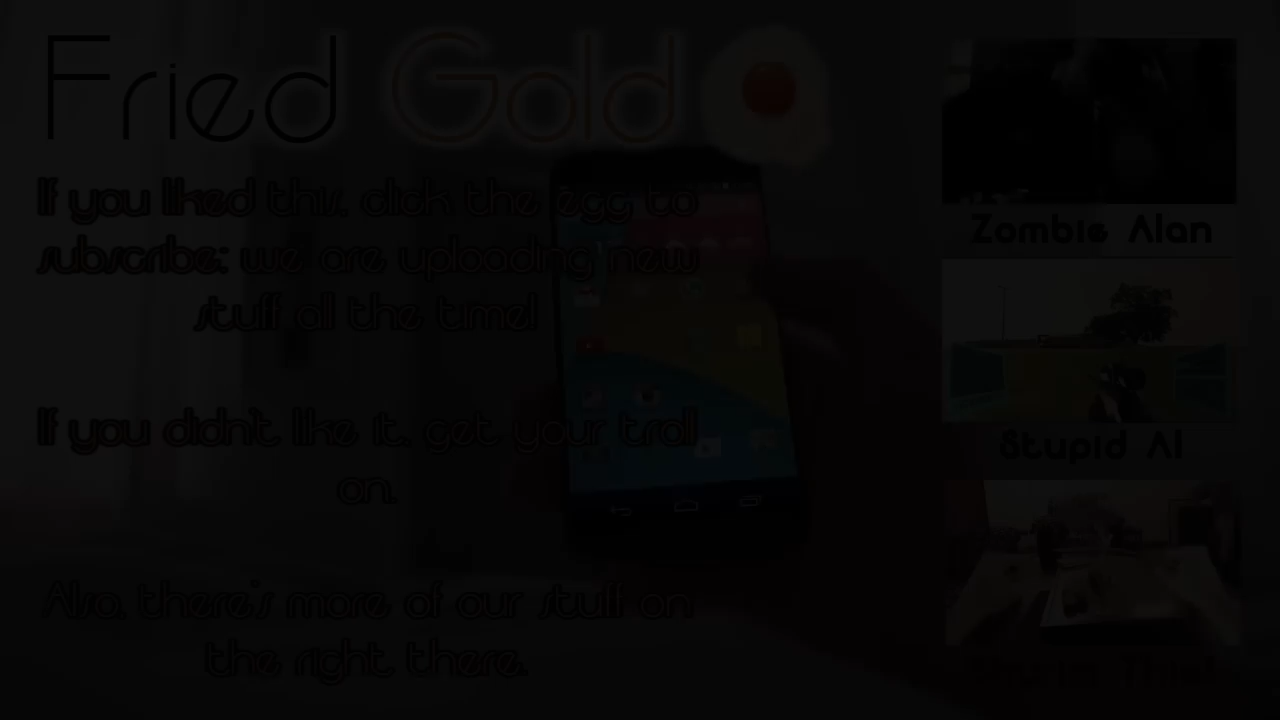 Fried Gold
If you liked this, click the egg to
subscribe; we are uploading new
stuff all the time!
If you didn't like it, get your troll
on.
Also, there's more of our stuff on
the right there.
Zombie Alan
Stupid AI